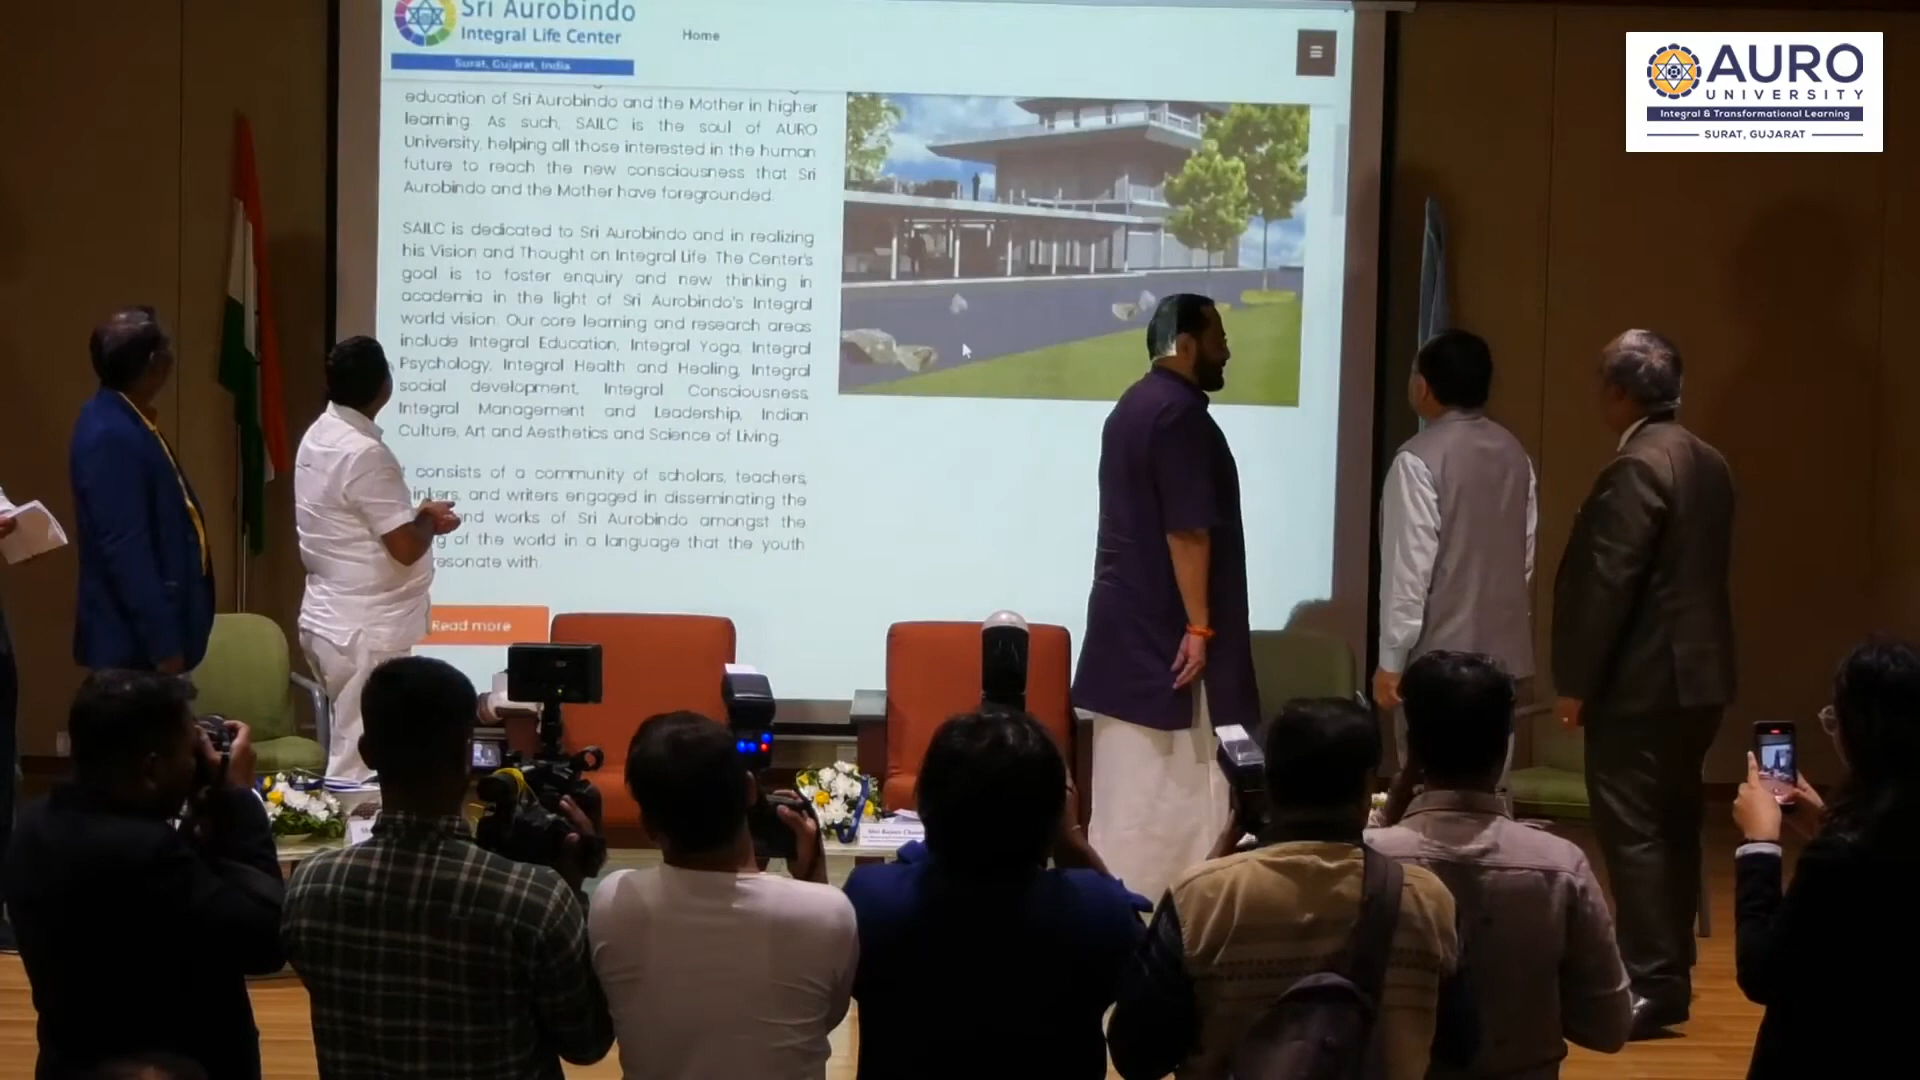 Sri Aurobindo
Integral Life Center
Surat, Gujarat, India
Home
education of Sri Aurobindo and the Mother in higher
learning. As such, SAILC is the soul of AURO
University, helping all those interested in the human
future to reach the new consciousness that Sri
Aurobindo and the Mother have foregrounded.
SAILC is dedicated to Sri Aurobindo and in realizing
his Vision and Thought on Integral Life. The Center's
goal is to foster enquiry and new thinking in
academia in the light of Sri Aurobindo's Integral
world vision. Our core learning and research areas
include Integral Education, Integral Yoga, Integral
Psychology, Integral Health and Healing, Integral
social development, Integral Consciousness,
Integral Management and Leadership, Indian
Culture, Art and Aesthetics and Science of Living.
consists of a community of scholars, teachers,
and writers engaged in disseminating the
works of Sri Aurobindo amongst the
of the world in a language that the youth
with.
Read more
AURO
UNIVERSITY
Integral & Transformational Learning
SURAT, GUJARAT